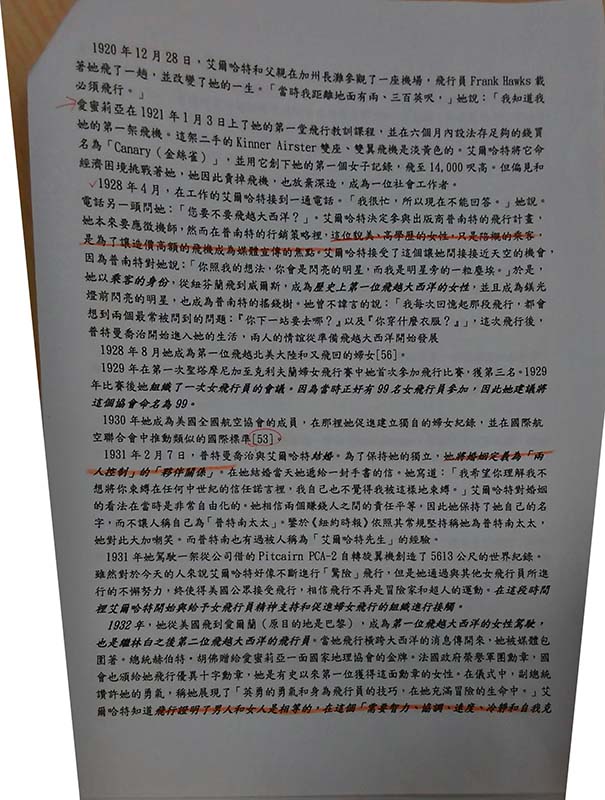 1920 年 12 月 28 日，艾爾哈特和父親在加州長灘參觀了一座機場，飛行員 Frank Hawks 載
著她飛了一趟，並改變了她的一生。「當時我距離地面有兩、三百英呎，」她說：「我知道我
必須飛行。」
愛蜜莉亞在 1921 年 1 月 3 日上了她的第一堂飛行教訓課程，並在六個月內設法存足夠的錢買
她的第一架飛機。這架二手的 Kinner Airster 雙座、雙翼飛機是淡黃色的。艾爾哈特將它命
名為「Canary（金絲雀）」，並用它創下她的第一個女子記錄，飛至 14,000 呎高。但偏見和
經濟困境挑戰著她，她因此賣掉飛機，也放棄深造，成為一位社會工作者。
1928 年 4 月，在工作的艾爾哈特接到一通電話。「我很忙，所以現在不能回答。」她說。
電話另一頭問她：「您要不要飛越大西洋？」。艾爾哈特決定參與出版商普南特的飛行計畫，
她本來要應徵機師，然而在普南特的行銷策略裡，這位貌美、高學歷的女性，只是陪襯的乘客，
是為了讓造價高額的飛機成為媒體宣傳的焦點。艾爾哈特接受了這個讓她間接接近天空的機會，
因為普南特對她說：「你照我的想法，你會是閃亮的明星，而我是明星旁的一粒塵埃。」於是，
她以乘客的身份，從紐芬蘭飛到威爾斯，成為歷史上第一位飛越大西洋的女性，並且成為鎂光
燈前閃亮的明星，也成為普南特的搖錢樹。她曾不諱言的說：「我每次回憶起那段飛行，都會
想到兩個最常被問到的問題：『你下一站要去哪？』以及『你穿什麼衣服？』」，這次飛行後，
普特曼喬治開始進入她的生活，兩人的情誼從準備飛越大西洋開始發展
1928 年 8 月她成為第一位飛越北美大陸和又飛回的婦女[56]。
1929 年在第一次聖塔摩尼加至克利夫蘭婦女飛行賽中她首次參加飛行比賽，獲第三名。1929
年比賽後她組織了一次女飛行員的會議。因為當時正好有 99 名女飛行員參加，因此她建議將
這個協會命名為 99。
1930 年她成為美國全國航空協會的成員，在那裡她促進建立獨自的婦女紀錄，並在國際航
空聯合會中推動類似的國際標準[53]。
1931 年 2 月 7 日，普特曼喬治與艾爾哈特結婚。為了保持她的獨立，她將婚姻定義為「兩
人控制」的「夥伴關係」。在她結婚當天她遞給一封手書的信。她寫道：「我希望你理解我不
想將你束縛在任何中世紀的信任諾言裡，我自己也不覺得我被這樣地束縛。」艾爾哈特對婚姻
的看法在當時是非常自由化的。她相信兩個賺錢人之間的責任平等，因此她保持了她自己的名
字，而不讓人稱自己為「普特南太太」。鑒於《紐約時報》依照其常規堅持稱她為普特南太太，
她對此大加嘲笑。而普特南也有過被人稱為「艾爾哈特先生」的經驗。
1931 年她駕駛一架從公司借的 Pitcairn PCA-2 自轉旋翼機創造了 5613 公尺的世界紀錄。
雖然對於今天的人來說艾爾哈特好像不斷進行「驚險」飛行，但是她通過與其他女飛行員所進
行的不懈努力，終使得美國公眾接受飛行，相信飛行不再是冒險家和超人的運動。在這段時間
裡艾爾哈特開始與給予女飛行員精神支持和促進婦女飛行的組織進行接觸。
1932 年，她從美國飛到愛爾蘭（原目的地是巴黎），成為第一位飛越大西洋的女性駕駛，
也是繼林白之後第二位飛越大西洋的飛行員。當她飛行橫跨大西洋的消息傳開來，她被媒體包
圍著。總統赫伯特·胡佛贈給愛蜜莉亞一面國家地理協會的金牌。法國政府榮譽軍團勳章，國
會也頒給她飛行優異十字勳章，她是有史以來第一位獲得這面勳章的女性。在儀式中，副總統
讚許她的勇氣，稱她展現了「英勇的勇氣和身為飛行員的技巧，在她充滿冒險的生命中。」艾
爾哈特知道飛行證明了男人和女人是相等的，在這個「需要智力、協調、速度、冷靜和自我克